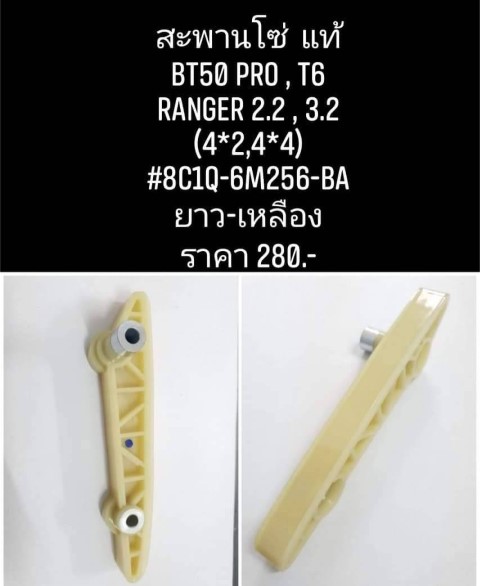 สะพานโซ่ แท้
BT50 PRO , T6
RANGER 2.2 , 3.2
(4*2,4*4)
#8C1Q-6M256-BA
ยาว-เหลือง
ราคา 280.-